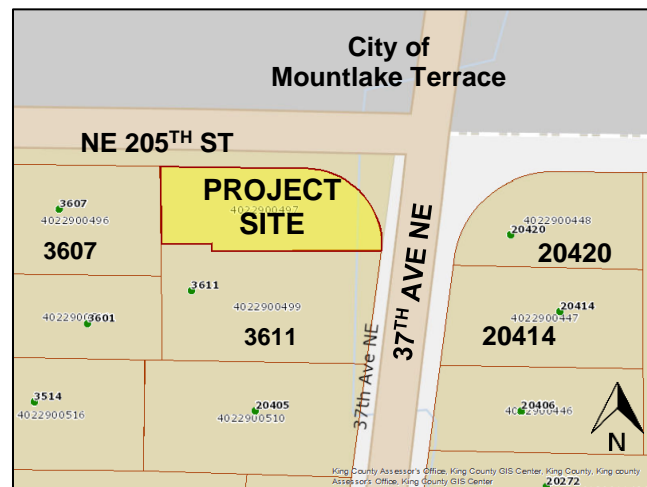 City of
Mountlake Terrace
NE 205TH ST
3607
4022900496
3607
PROJECT
4022900497
SITE
4022900448
20420
20420
3611
4022900499
3611
37TH AVE NE
37th Ave NE
3601
20414
4022900447
20414
3514
4022900516
20405
4022900510
20406
4022900446
N
20272
King County Assessor's Office, King County GIS Center, King County, King county
Assessor's Office, King County GIS Center